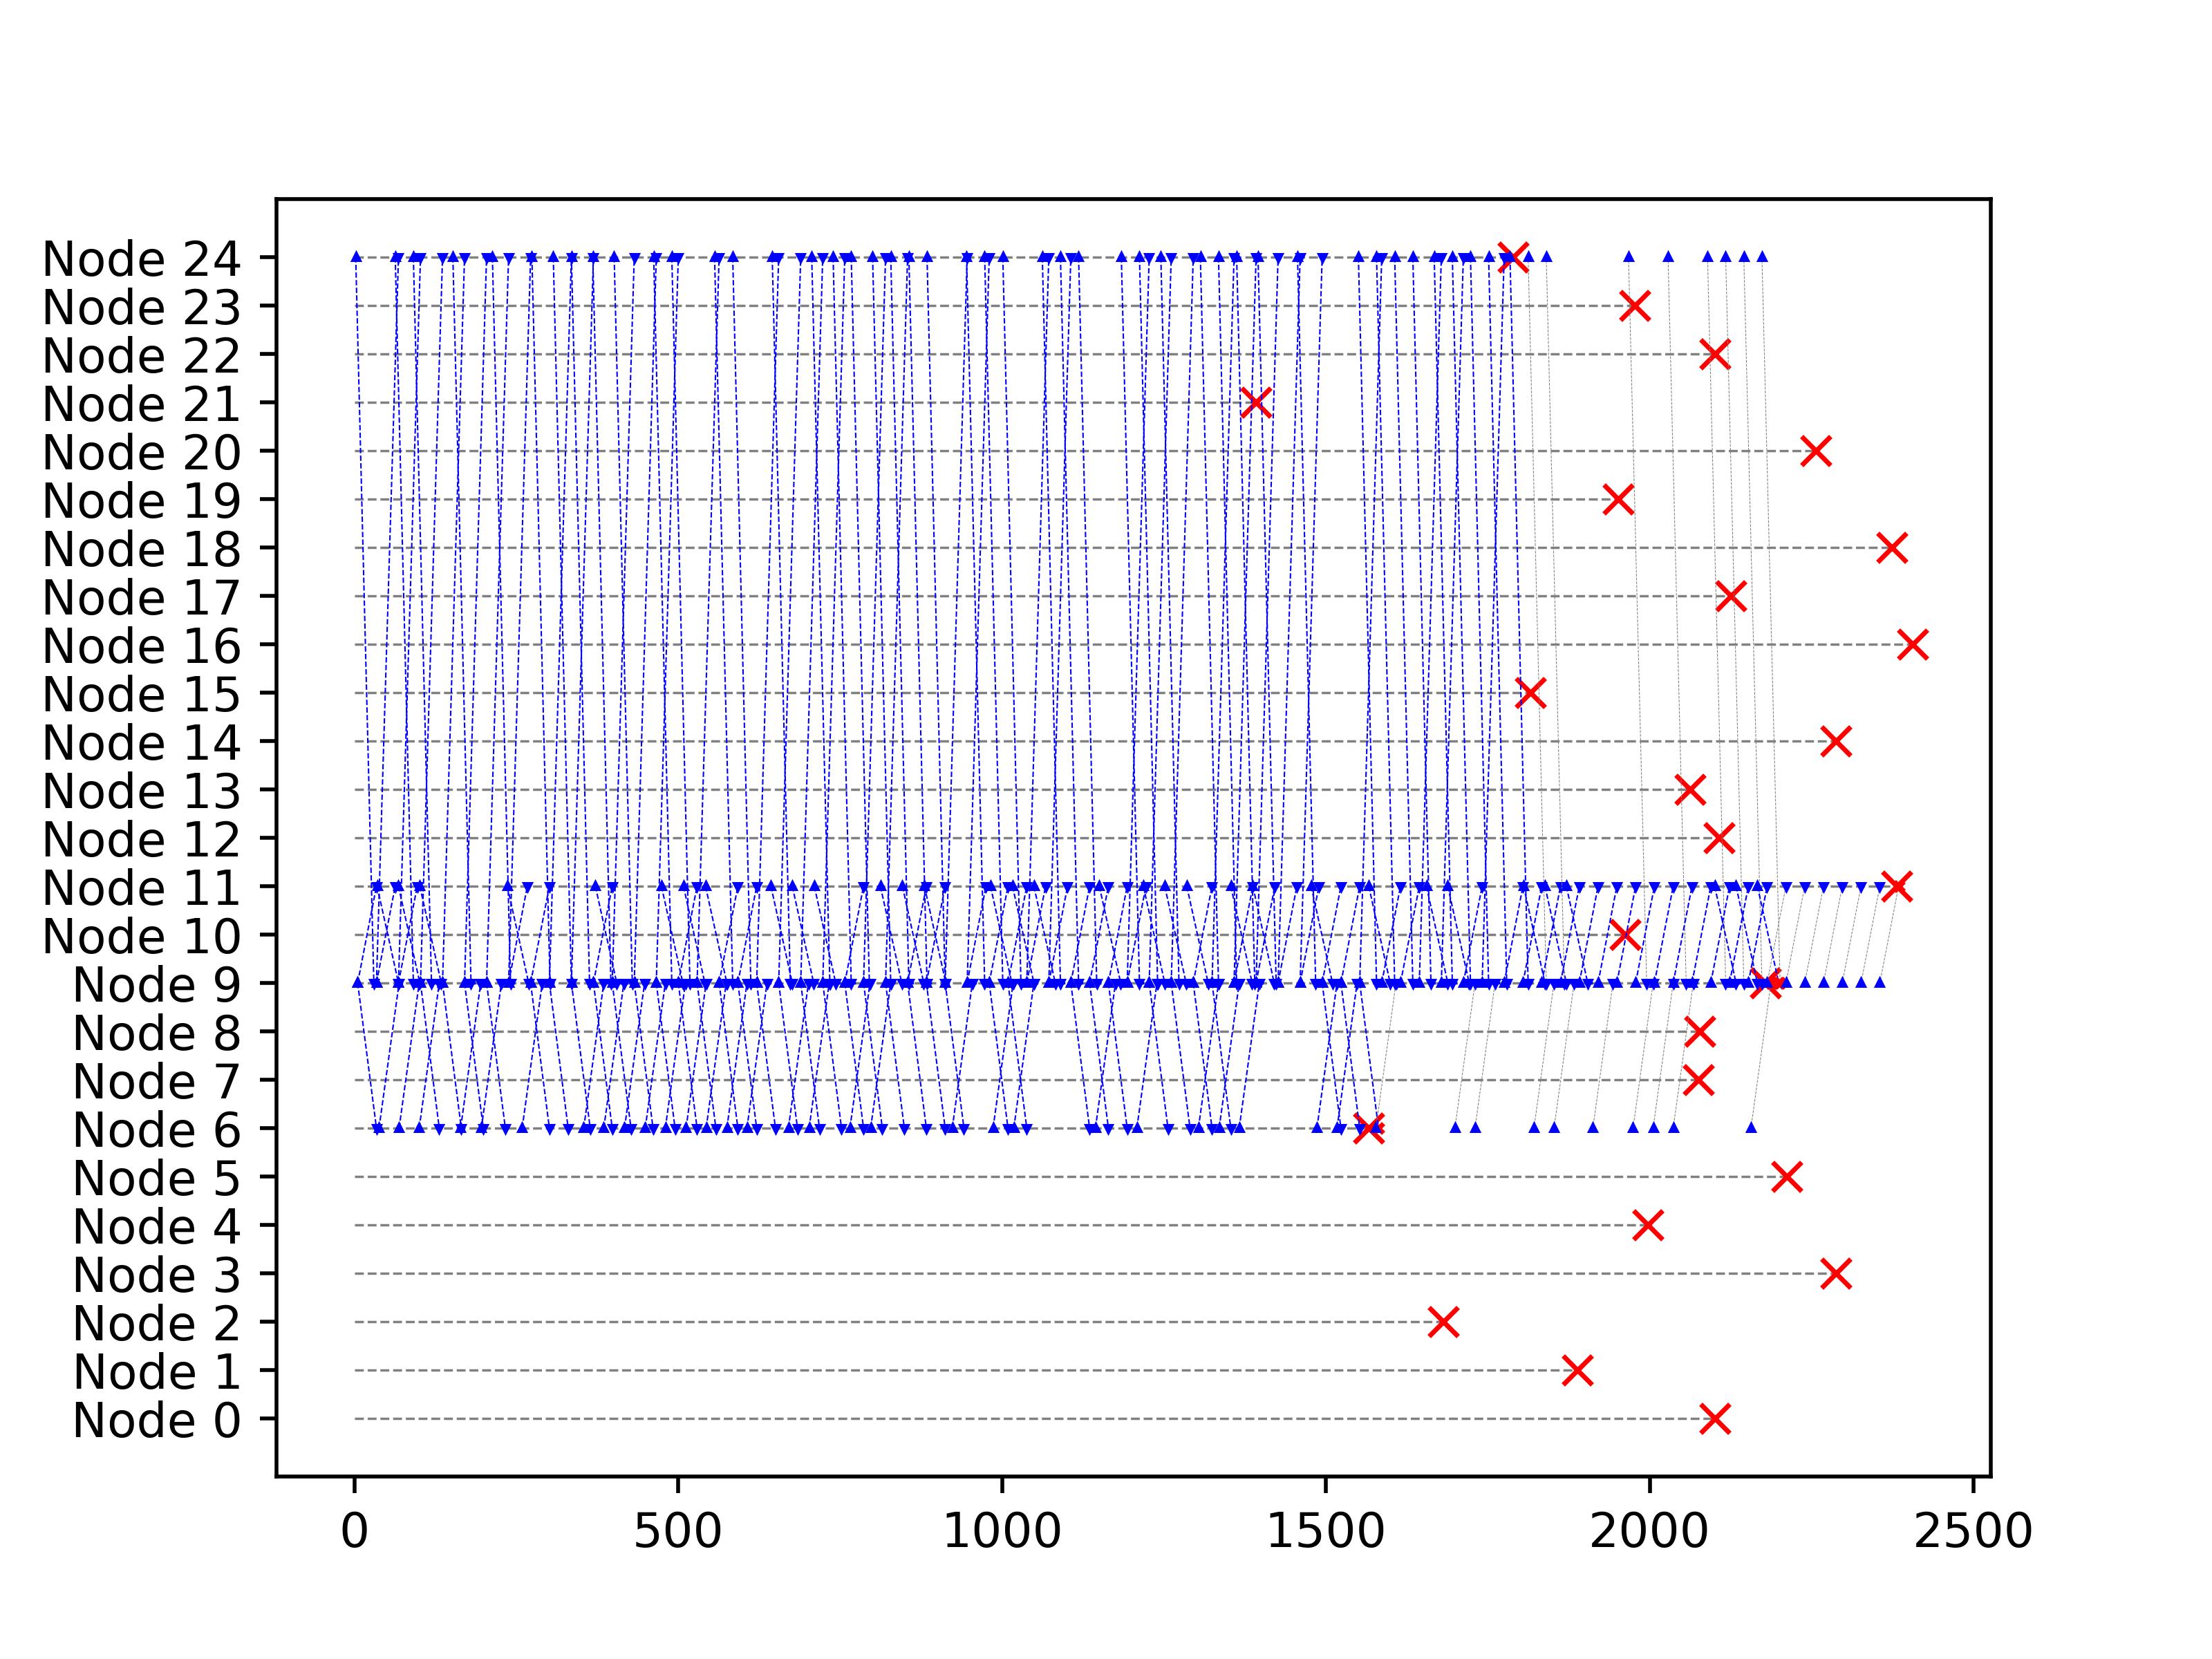 Node 24
Node 23
Node 22
Node 21
Node 20
Node 19
Node 18
Node 17
Node 16
Node 15
Node 14
Node 13
Node 12
Node 11
Node 10
Node 9
Node 8
Node 7
Node 6
Node 5
Node 4
Node 3
Node 2
Node 1
Node 0
0 500 1000 1500 2000 2500